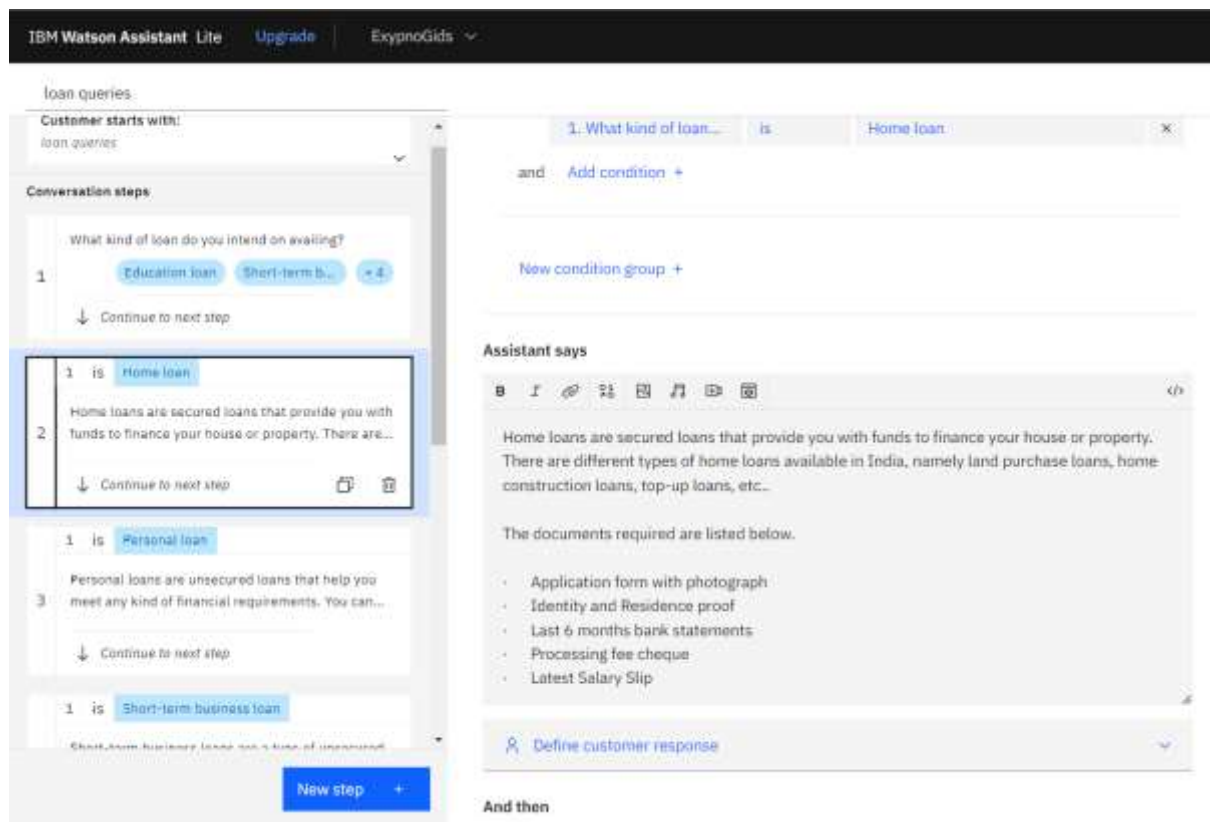 IBM Watson Assistant Lite Upgrade ExypnoGids
loan queries
Customer starts with:
loan queries
Conversation steps
1
What kind of loan do you intend on availing?
Education loan Short-term b... + 4
Continue to next step
2
1 is Home loan
Home loans are secured loans that provide you with
funds to finance your house or property. There are...
Continue to next step
3
1 is Personal loan
Personal loans are unsecured loans that help you
meet any kind of financial requirements. You can...
Continue to next step
1 is Short-term business loan
Short-term business loans are a type of unsecured
New step +
1. What kind of loan... is Home loan ×
and Add condition +
New condition group +
Assistant says
B I </>
Home loans are secured loans that provide you with funds to finance your house or property.
There are different types of home loans available in India, namely land purchase loans, home
construction loans, top-up loans, etc..
The documents required are listed below.
· Application form with photograph
· Identity and Residence proof
· Last 6 months bank statements
· Processing fee cheque
· Latest Salary Slip
Define customer response
And then